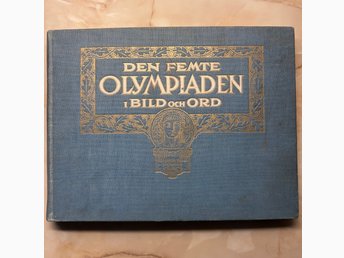 DEN FEMTE
OLYMPIADEN
I BILD OCH ORD